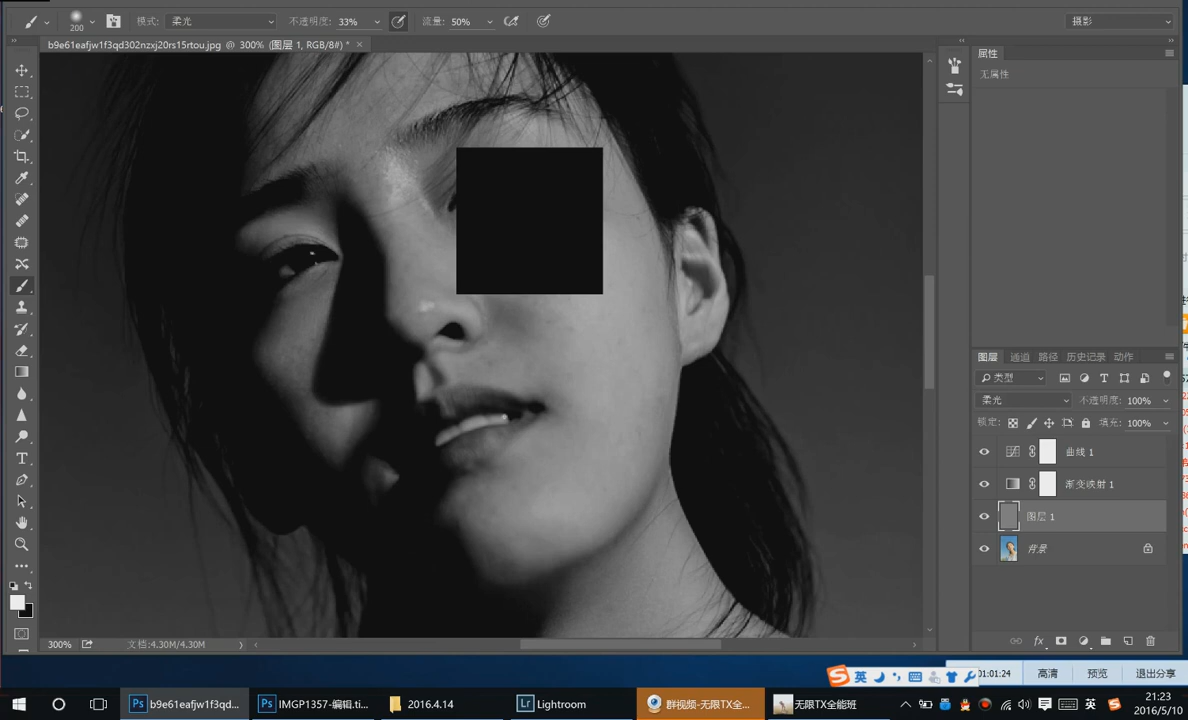 200 模式: 柔光 不透明度: 33% 流量: 50% 摄影
b9e61eafjw1f3qd302nzxj20rs15rtou.jpg @ 300% (图层 1, RGB/8#) * ×
属性
无属性
图层 通道 路径 历史记录 动作
类型
柔光 不透明度: 100%
锁定: 填充: 100%
曲线 1
渐变映射 1
图层 1
背景
300% 文档:4.30M/4.30M
英 01:01:24 高清 预览 退出分享
b9e61eafjw1f3qd3... IMGP1357-编辑.ti... 2016.4.14 Lightroom 群视频-无限TX全... 无限TX全能班 英 21:23
2016/5/10